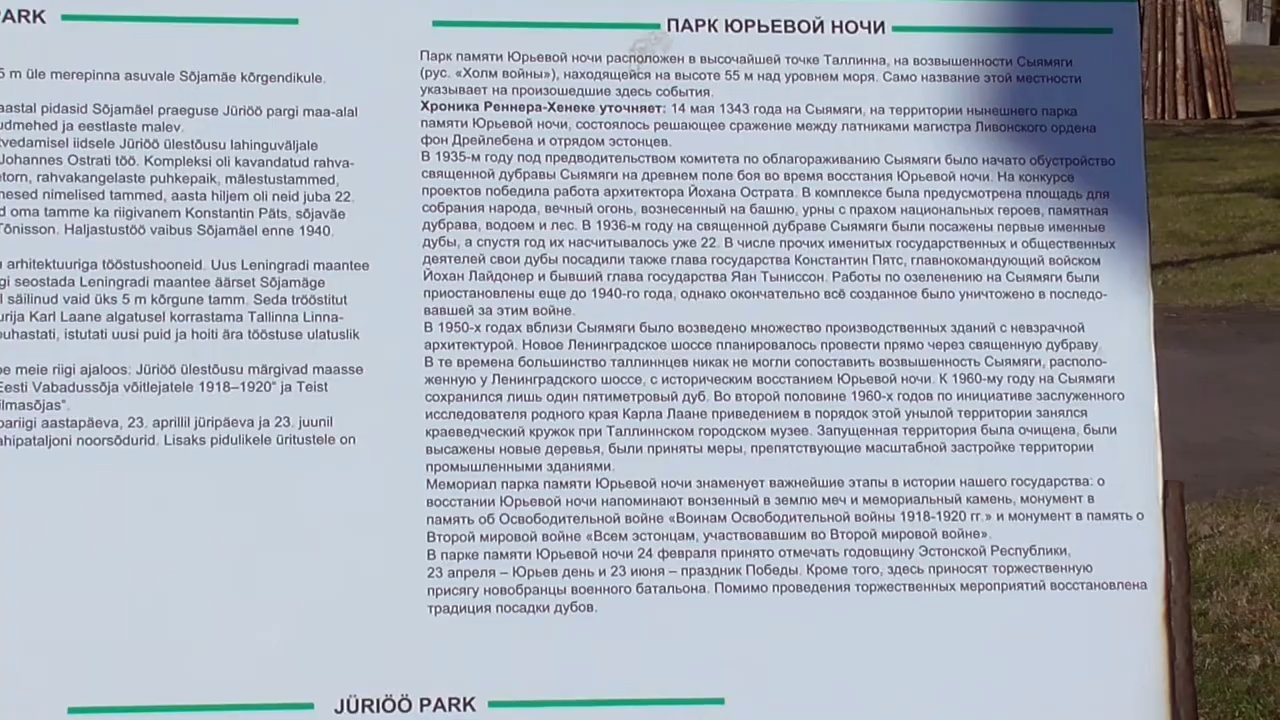 PARK
5 m üle merepinna asuvale Sõjamäe kõrgendikule.
aastal pidasid Sõjamäel praeguse Jüriöö pargi maa-alal
udmehed ja eestlaste malev.
tvedamisel iidsele Jüriöö ülestõusu lahinguväljale
Johannes Ostrati töö. Kompleksi oli kavandatud rahva-
etorn, rahvakangelaste puhkepaik, mälestustammed,
mesed nimelised tammed, aasta hiljem oli neid juba 22.
d oma tamme ka riigivanem Konstantin Päts, sõjaväe
Tõnisson. Haljastustöö vaibus Sõjamäel enne 1940.
arhitektuuriga tööstushooneid. Uus Leningradi maantee
gi seostada Leningradi maantee äärset Sõjamäge
l säilinud vaid üks 5 m kõrgune tamm. Seda trööstitut
urija Karl Laane algatusel korrastama Tallinna Linna-
puhastati, istutati uusi puid ja hoiti ära tööstuse ulatuslik
be meie riigi ajaloos: Jüriöö ülestõusu märgivad maasse
Eesti Vabadussõja võitlejatele 1918–1920“ ja Teist
ilmasõjas“.
bariigi aastapäeva, 23. aprillil jüripäeva ja 23. juunil
ahipataljoni noorsõdurid. Lisaks pidulikele üritustele on
ПАРК ЮРЬЕВОЙ НОЧИ
Парк памяти Юрьевой ночи расположен в высочайшей точке Таллинна, на возвышенности Сыямяги
(рус. «Холм войны»), находящейся на высоте 55 м над уровнем моря. Само название этой местности
указывает на произошедшие здесь события.
Хроника Реннера-Хенеке уточняет: 14 мая 1343 года на Сыямяги, на территории нынешнего парка
памяти Юрьевой ночи, состоялось решающее сражение между латниками магистра Ливонского ордена
фон Дрейлебена и отрядом эстонцев.
В 1935-м году под предводительством комитета по облагораживанию Сыямяги было начато обустройство
священной дубравы Сыямяги на древнем поле боя во время восстания Юрьевой ночи. На конкурсе
проектов победила работа архитектора Йохана Острата. В комплексе была предусмотрена площадь для
собрания народа, вечный огонь, вознесенный на башню, урны с прахом национальных героев, памятная
дубрава, водоем и лес. В 1936-м году на священной дубраве Сыямяги были посажены первые именные
дубы, а спустя год их насчитывалось уже 22. В числе прочих именитых государственных и общественных
деятелей свои дубы посадили также глава государства Константин Пятс, главнокомандующий войском
Йохан Лайдонер и бывший глава государства Яан Тыниссон. Работы по озеленению на Сыямяги были
приостановлены еще до 1940-го года, однако окончательно всё созданное было уничтожено в последо-
вавшей за этим войне.
В 1950-х годах вблизи Сыямяги было возведено множество производственных зданий с невзрачной
архитектурой. Новое Ленинградское шоссе планировалось провести прямо через священную дубраву.
В те времена большинство таллиннцев никак не могли сопоставить возвышенность Сыямяги, располо-
женную у Ленинградского шоссе, с историческим восстанием Юрьевой ночи. К 1960-му году на Сыямяги
сохранился лишь один пятиметровый дуб. Во второй половине 1960-х годов по инициативе заслуженного
исследователя родного края Карла Лаане приведением в порядок этой унылой территории занялся
краеведческий кружок при Таллиннском городском музее. Запущенная территория была очищена, были
высажены новые деревья, были приняты меры, препятствующие масштабной застройке территории
промышленными зданиями.
Мемориал парка памяти Юрьевой ночи знаменует важнейшие этапы в истории нашего государства: о
восстании Юрьевой ночи напоминают вонзенный в землю меч и мемориальный камень, монумент в
память об Освободительной войне «Воинам Освободительной войны 1918-1920 гг.» и монумент в память о
Второй мировой войне «Всем эстонцам, участвовавшим во Второй мировой войне».
В парке памяти Юрьевой ночи 24 февраля принято отмечать годовщину Эстонской Республики,
23 апреля – Юрьев день и 23 июня – праздник Победы. Кроме того, здесь приносят торжественную
присягу новобранцы военного батальона. Помимо проведения торжественных мероприятий восстановлена
традиция посадки дубов.
JÜRIÖÖ PARK